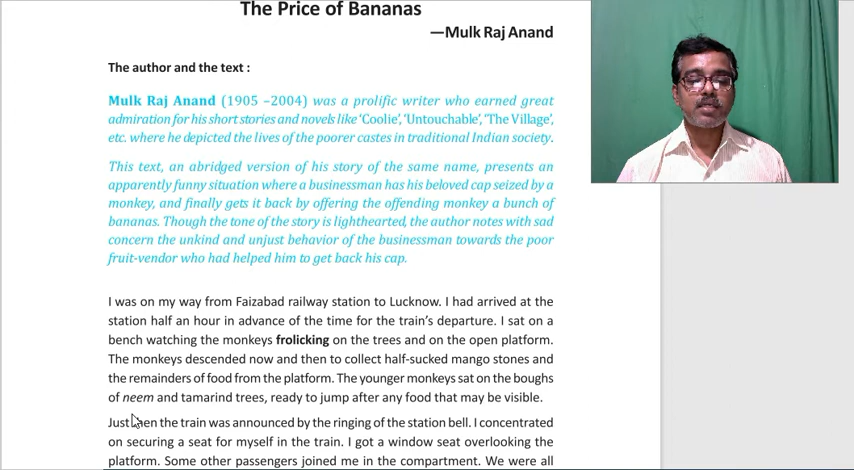 The Price of Bananas
—Mulk Raj Anand
The author and the text :
Mulk Raj Anand (1905 –2004) was a prolific writer who earned great
admiration for his short stories and novels like ‘Coolie’, ‘Untouchable’, ‘The Village’,
etc. where he depicted the lives of the poorer castes in traditional Indian society.
This text, an abridged version of his story of the same name, presents an
apparently funny situation where a businessman has his beloved cap seized by a
monkey, and finally gets it back by offering the offending monkey a bunch of
bananas. Though the tone of the story is lighthearted, the author notes with sad
concern the unkind and unjust behavior of the businessman towards the poor
fruit-vendor who had helped him to get back his cap.
I was on my way from Faizabad railway station to Lucknow. I had arrived at the
station half an hour in advance of the time for the train’s departure. I sat on a
bench watching the monkeys frolicking on the trees and on the open platform.
The monkeys descended now and then to collect half-sucked mango stones and
the remainders of food from the platform. The younger monkeys sat on the boughs
of neem and tamarind trees, ready to jump after any food that may be visible.
Just then the train was announced by the ringing of the station bell. I concentrated
on securing a seat for myself in the train. I got a window seat overlooking the
platform. Some other passengers joined me in the compartment. We were all